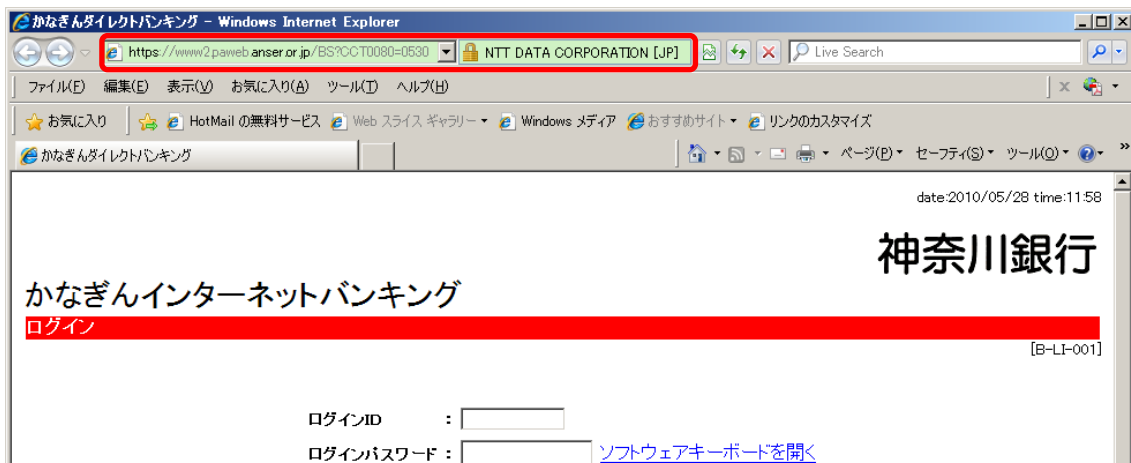 かなぎんダイレクトバンキング - Windows Internet Explorer
https://www2.paweb.anser.or.jp/BS?CCT0080=0530 NTT DATA CORPORATION [JP] Live Search
ファイル(F) 編集(E) 表示(V) お気に入り(A) ツール(T) ヘルプ(H)
お気に入り HotMail の無料サービス Web スライス ギャラリー Windows メディア おすすめサイト リンクのカスタマイズ
かなぎんダイレクトバンキング ページ(P) セーフティ(S) ツール(O) »
date:2010/05/28 time:11:58
神奈川銀行
かなぎんインターネットバンキング
ログイン
[B-LI-001]
ログインID :
ログインパスワード : ソフトウェアキーボードを開く